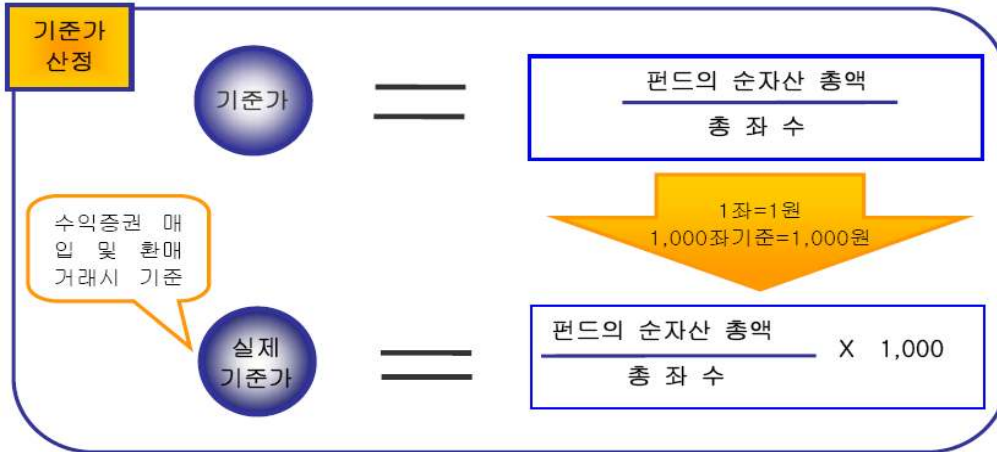 기준가
산정
기준가
펀드의 순자산 총액
총 좌 수
1좌=1원
1,000좌기준=1,000원
수익증권 매
입 및 환매
거래시 기준
실제
기준가
펀드의 순자산 총액
총 좌 수
X 1,000